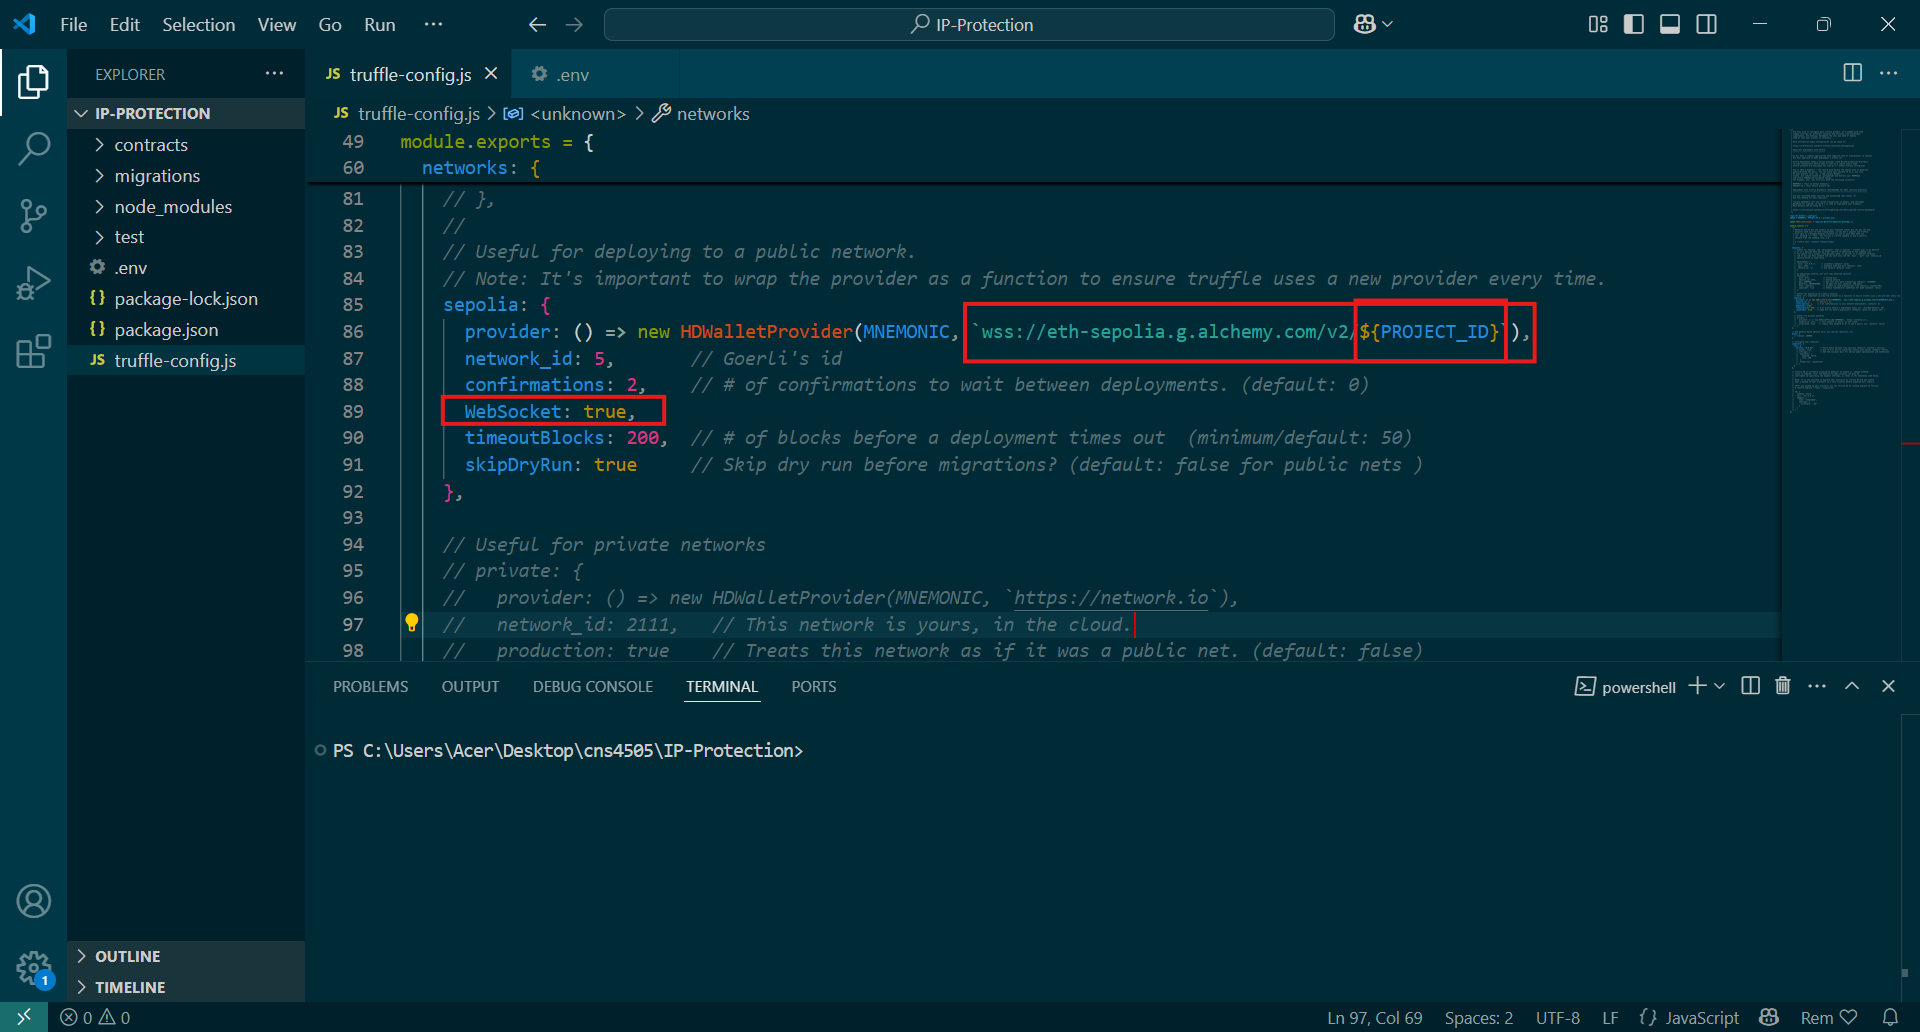 File Edit Selection View Go Run ··· IP-Protection
EXPLORER ···
IP-PROTECTION
contracts
migrations
node_modules
test
.env
{} package-lock.json
{} package.json
JS truffle-config.js
OUTLINE
TIMELINE
1
JS truffle-config.js .env
JS truffle-config.js > <unknown> > networks
49 module.exports = {
60 networks: {
81 // },
82 //
83 // Useful for deploying to a public network.
84 // Note: It's important to wrap the provider as a function to ensure truffle uses a new provider every time.
85 sepolia: {
86 provider: () => new HDWalletProvider(MNEMONIC, `wss://eth-sepolia.g.alchemy.com/v2/${PROJECT_ID}`),
87 network_id: 5, // Goerli's id
88 confirmations: 2, // # of confirmations to wait between deployments. (default: 0)
89 WebSocket: true,
90 timeoutBlocks: 200, // # of blocks before a deployment times out (minimum/default: 50)
91 skipDryRun: true // Skip dry run before migrations? (default: false for public nets )
92 },
93
94 // Useful for private networks
95 // private: {
96 // provider: () => new HDWalletProvider(MNEMONIC, `https://network.io`),
97 // network_id: 2111, // This network is yours, in the cloud.
98 // production: true // Treats this network as if it was a public net. (default: false)
PROBLEMS OUTPUT DEBUG CONSOLE TERMINAL PORTS powershell
PS C:\Users\Acer\Desktop\cns4505\IP-Protection>
0 0 Ln 97, Col 69 Spaces: 2 UTF-8 LF {} JavaScript Rem